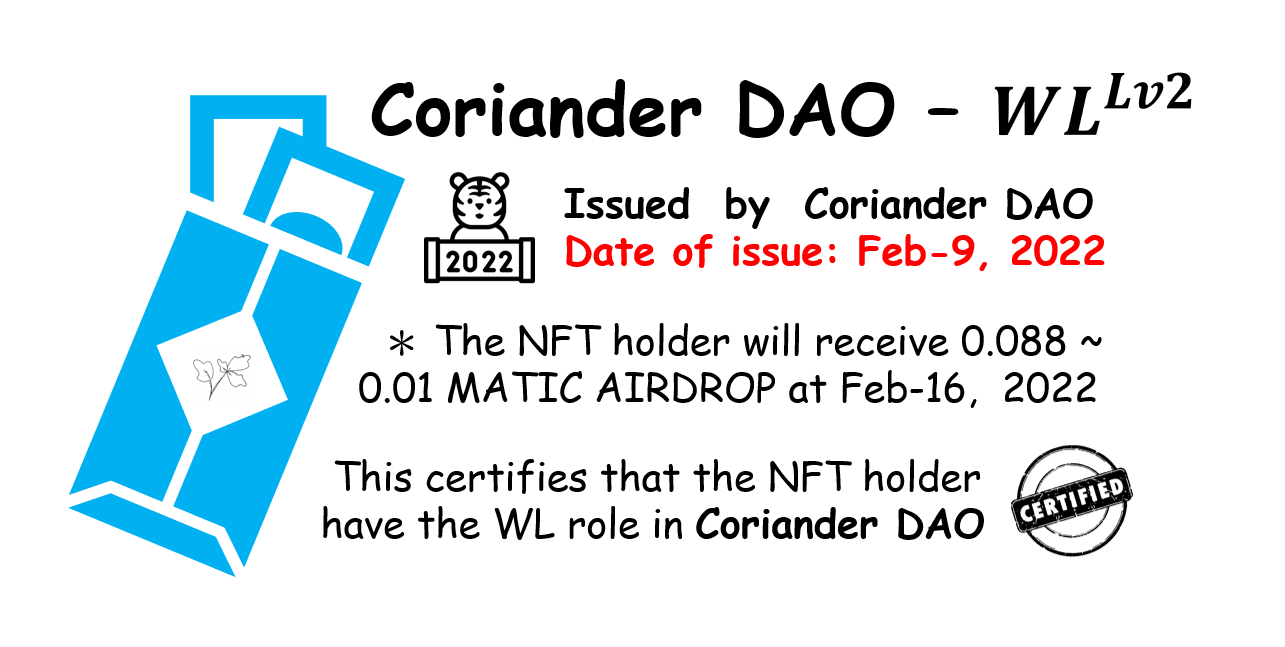 Coriander DAO – WL^Lv2
Issued by Coriander DAO
Date of issue: Feb-9, 2022
2022
* The NFT holder will receive 0.088 ~
0.01 MATIC AIRDROP at Feb-16, 2022
This certifies that the NFT holder
have the WL role in Coriander DAO
CERTIFIED